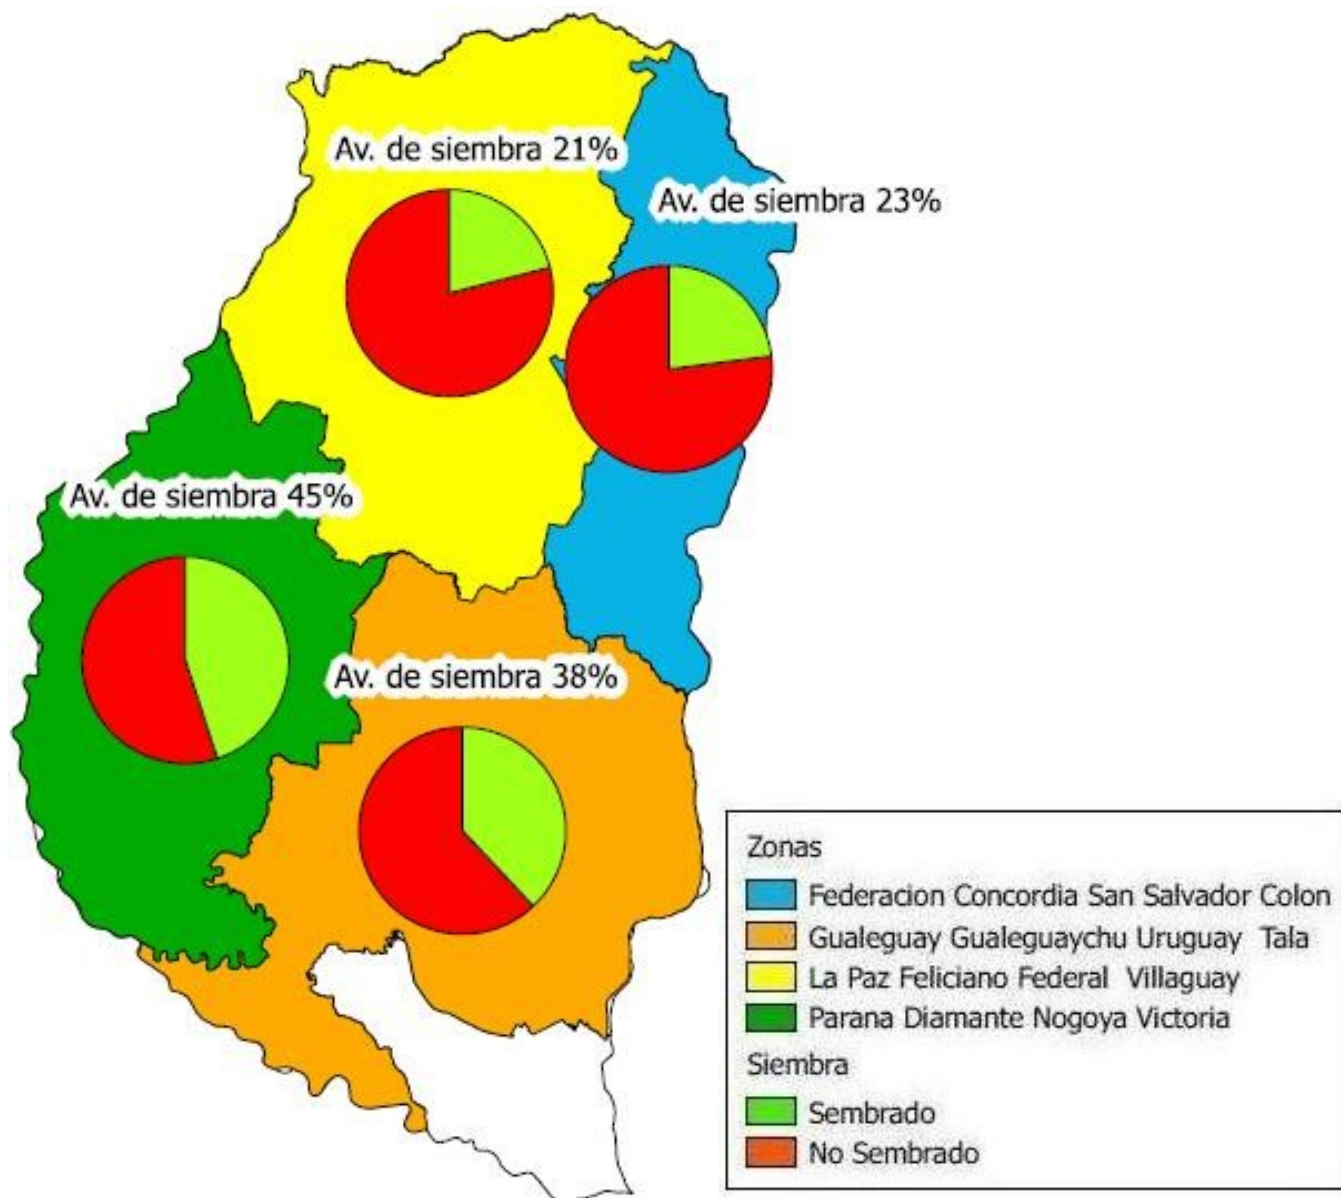 Av. de siembra 21%
Av. de siembra 23%
Av. de siembra 45%
Av. de siembra 38%
Zonas
Federacion Concordia San Salvador Colon
Gualeguay Gualeguaychu Uruguay  Tala
La Paz Feliciano Federal  Villaguay
Parana Diamante Nogoya Victoria
Siembra
Sembrado
No Sembrado